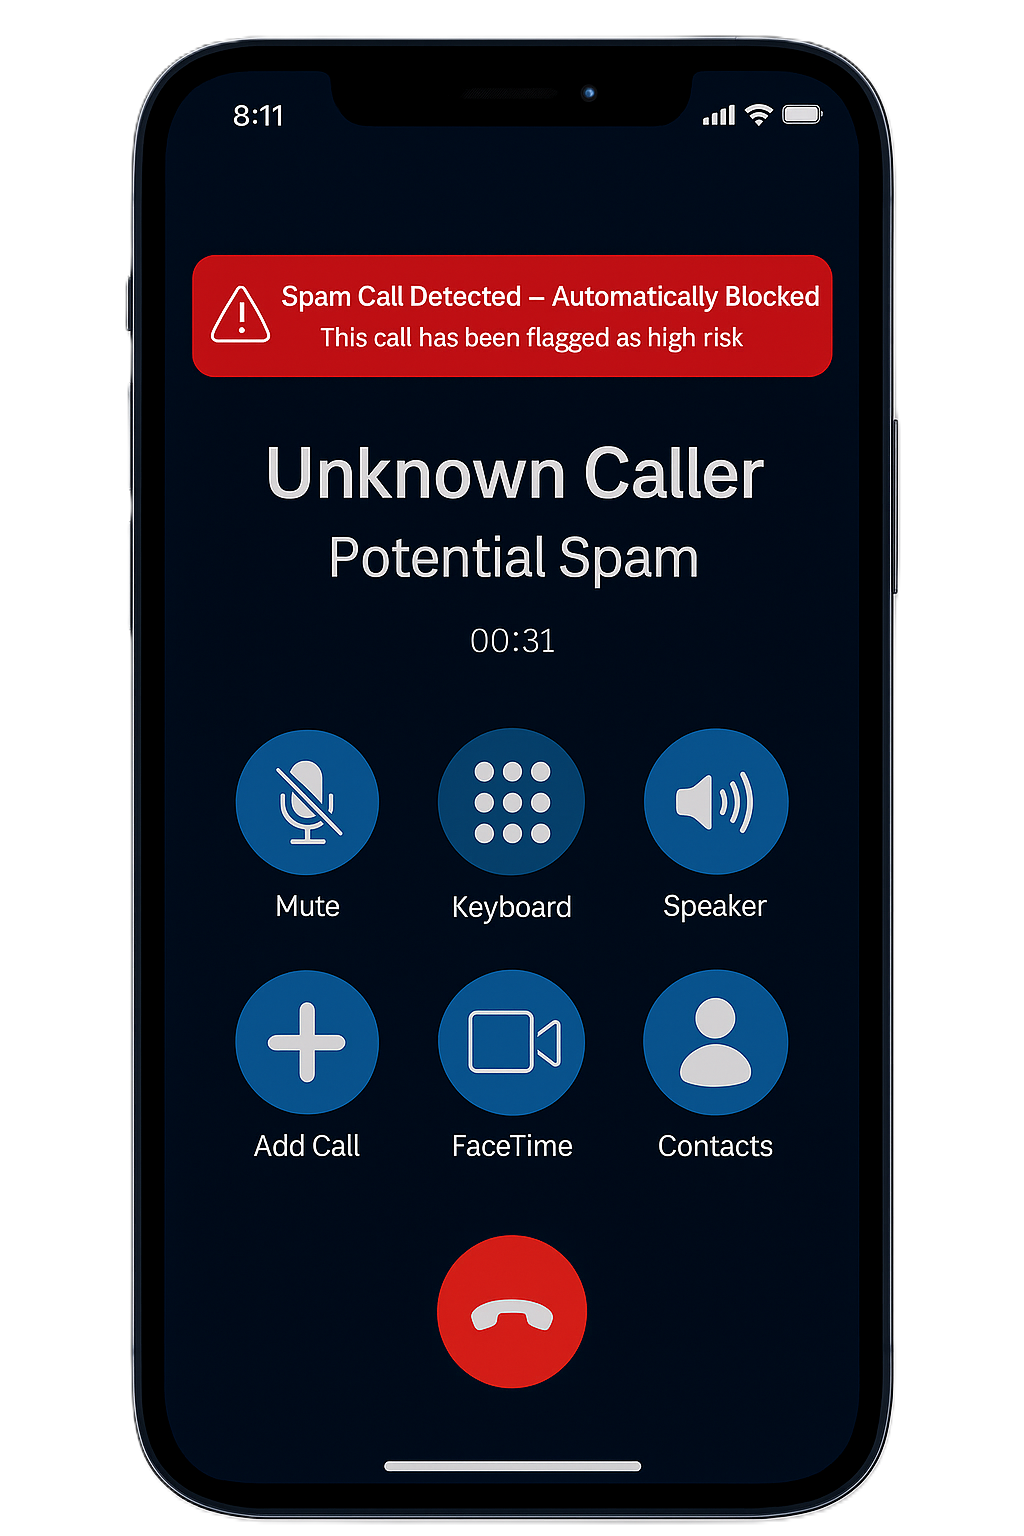 8:11
Spam Call Detected – Automatically Blocked
This call has been flagged as high risk
Unknown Caller
Potential Spam
00:31
Mute
Keyboard
Speaker
Add Call
FaceTime
Contacts